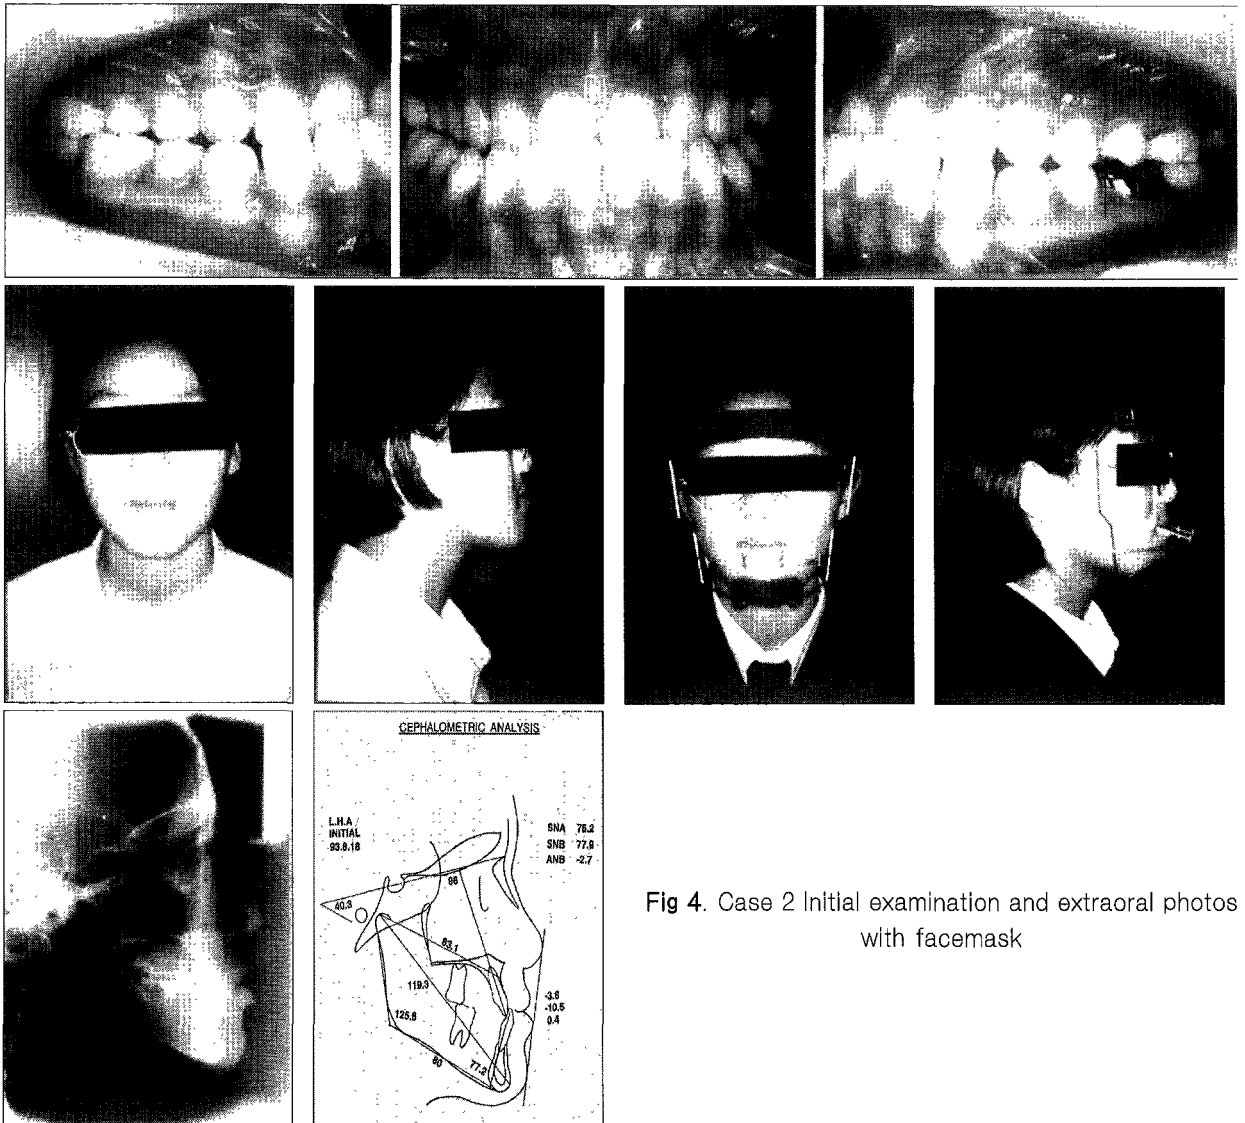 CEPHALOMETRIC ANALYSIS
L.H.A
INITIAL
93.8.18
SNA 75.2
SNB 77.9
ANB -2.7
96
40.3
83.1
119.3
125.8
80
77.2
-3.6
-10.5
0.4
Fig 4. Case 2 Initial examination and extraoral photos
with facemask